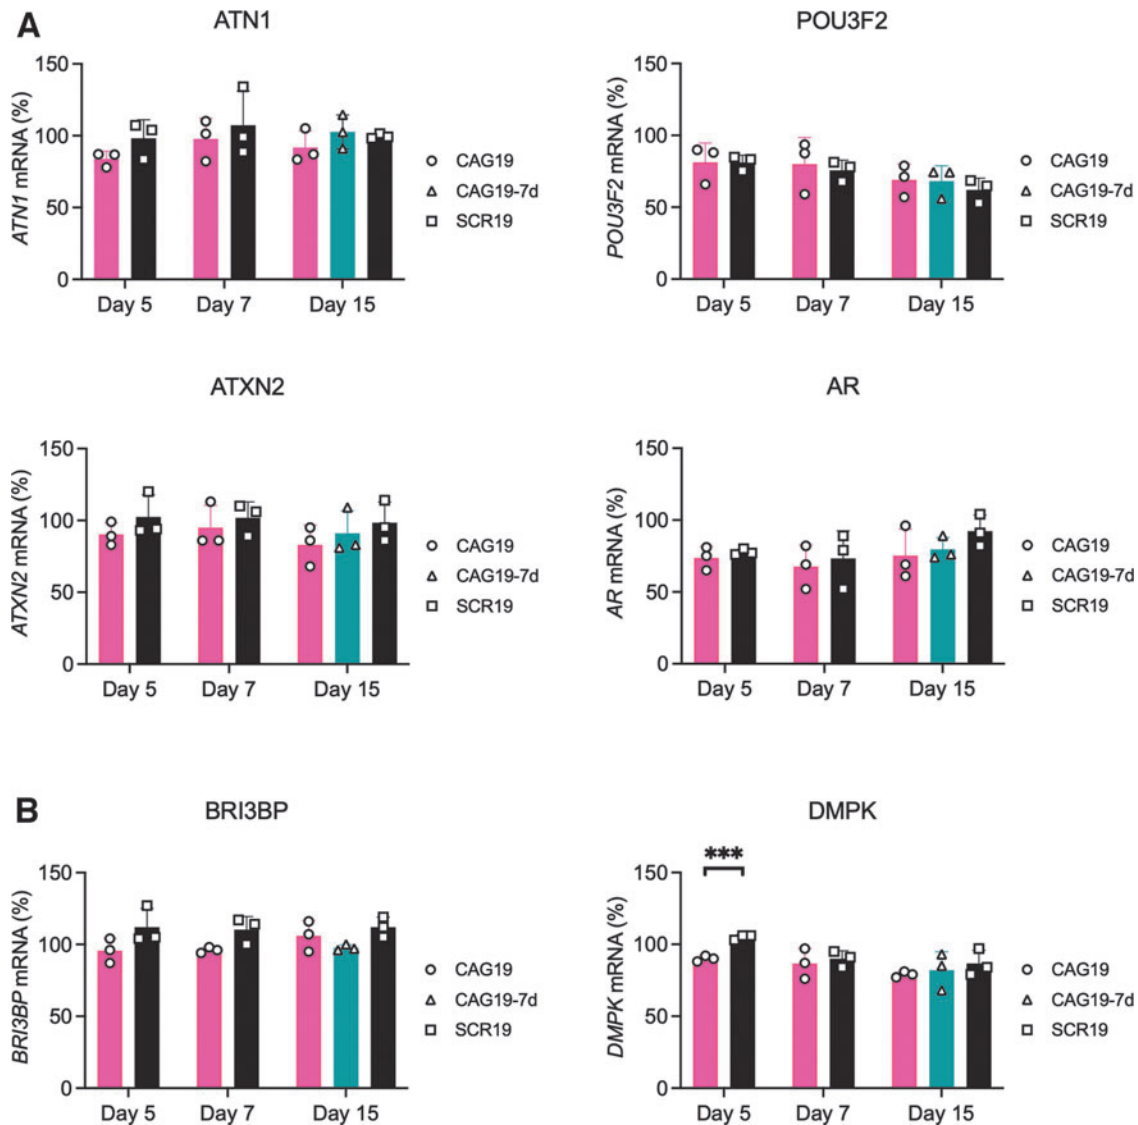 A
ATN1
ATN1 mRNA (%)
150
100
50
0
Day 5
Day 7
Day 15
CAG19
CAG19-7d
SCR19
POU3F2
POU3F2 mRNA (%)
150
100
50
0
Day 5
Day 7
Day 15
CAG19
CAG19-7d
SCR19
ATXN2
ATXN2 mRNA (%)
150
100
50
0
Day 5
Day 7
Day 15
CAG19
CAG19-7d
SCR19
AR
AR mRNA (%)
150
100
50
0
Day 5
Day 7
Day 15
CAG19
CAG19-7d
SCR19
B
BRI3BP
BRI3BP mRNA (%)
150
100
50
0
Day 5
Day 7
Day 15
CAG19
CAG19-7d
SCR19
DMPK
DMPK mRNA (%)
150
100
50
0
***
Day 5
Day 7
Day 15
CAG19
CAG19-7d
SCR19